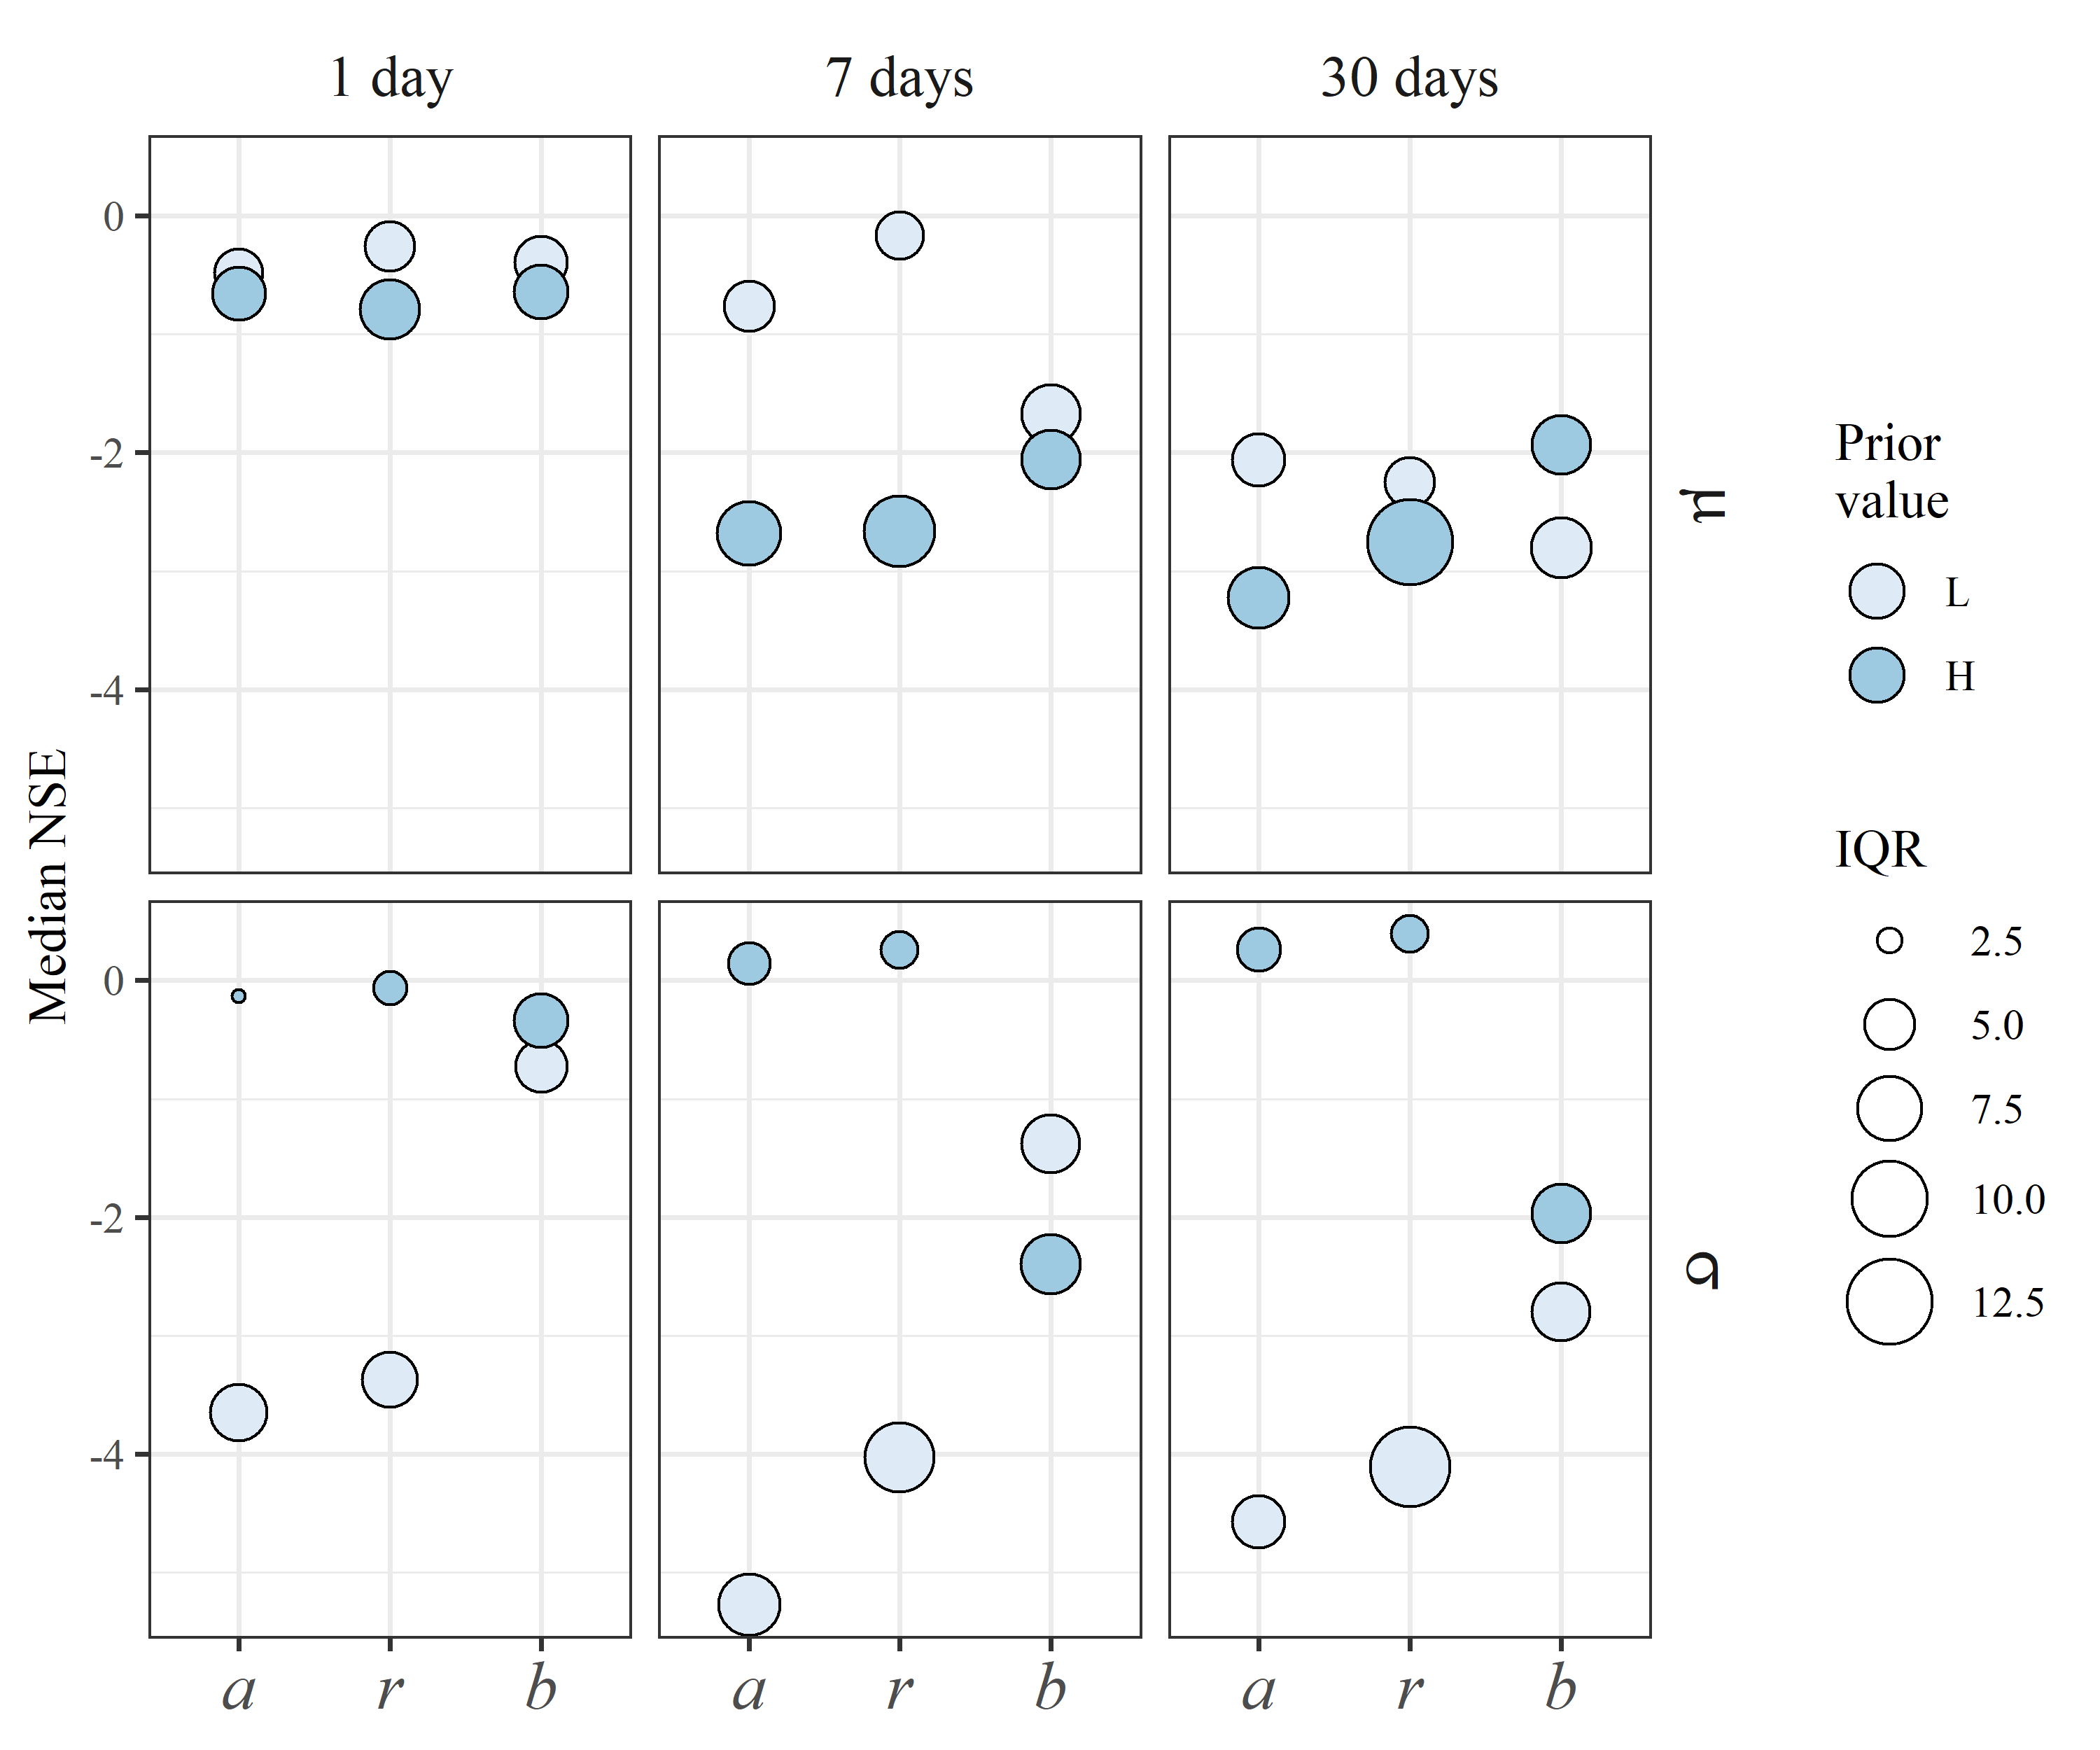 1 day 7 days 30 days
0
-2
-4
μ
Median NSE
0
-2
-4
σ
a r b a r b a r b
Prior
value
L
H
IQR
2.5
5.0
7.5
10.0
12.5